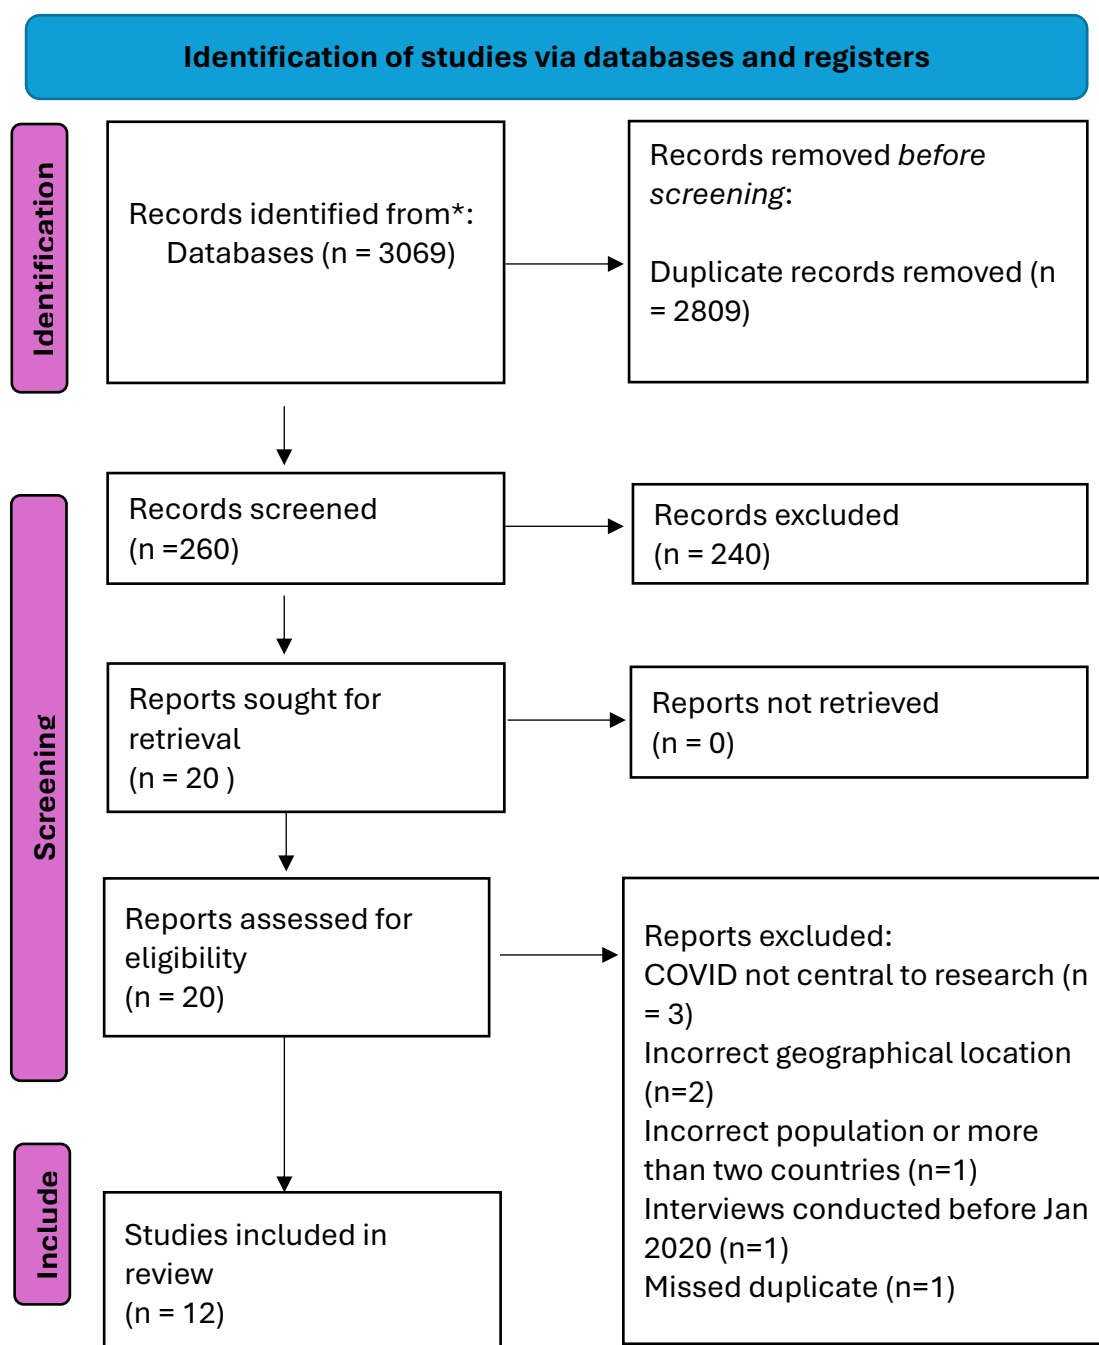 Identification of studies via databases and registers
Identification
Records identified from*:
Databases (n = 3069)
Records removed before
screening:
Duplicate records removed (n
= 2809)
Screening
Records screened
(n =260)
Records excluded
(n = 240)
Reports sought for
retrieval
(n = 20 )
Reports not retrieved
(n = 0)
Reports assessed for
eligibility
(n = 20)
Reports excluded:
COVID not central to research (n
= 3)
Incorrect geographical location
(n=2)
Incorrect population or more
than two countries (n=1)
Interviews conducted before Jan
2020 (n=1)
Missed duplicate (n=1)
Include
Studies included in
review
(n = 12)